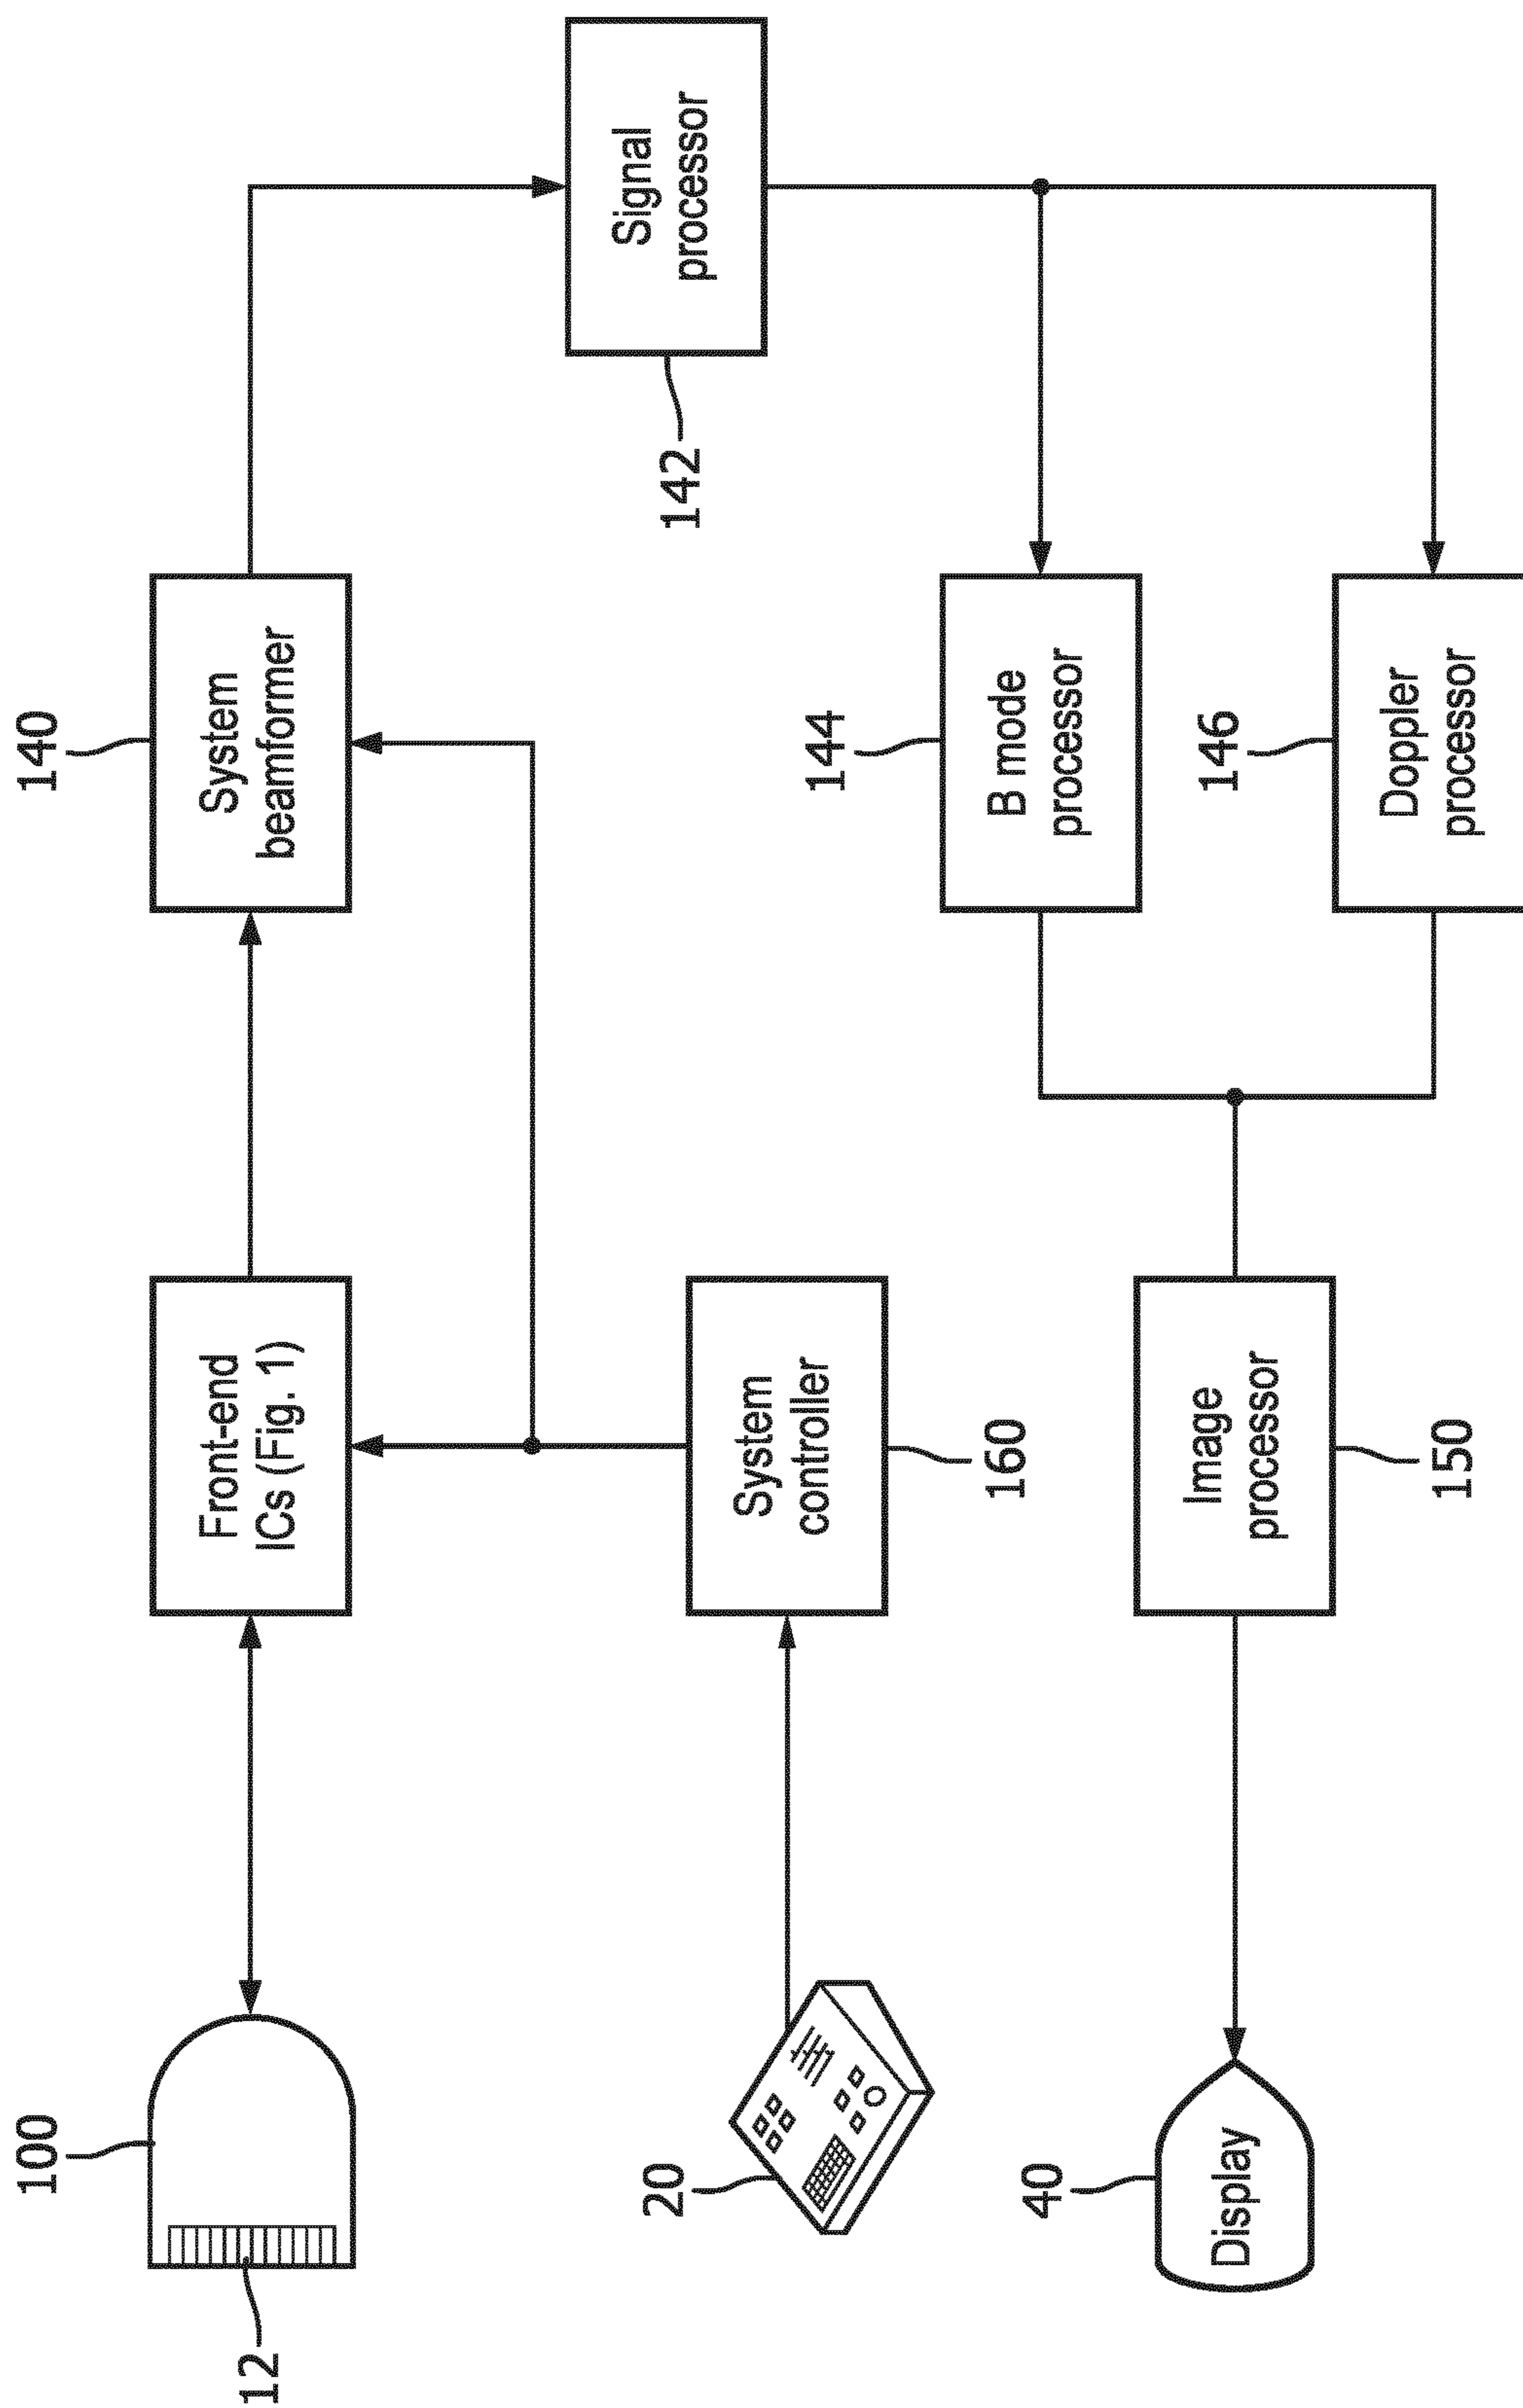 100
12
Front-end
ICs (Fig. 1)
140
System
beamformer
Signal
processor
142
20
System
controller
160
144
B mode
processor
146
Doppler
processor
Image
processor
150
40
Display